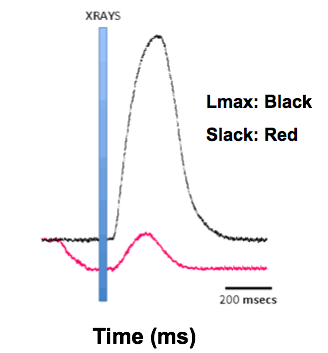 XRAYS
Lmax: Black
Slack: Red
200 msecs
Time (ms)